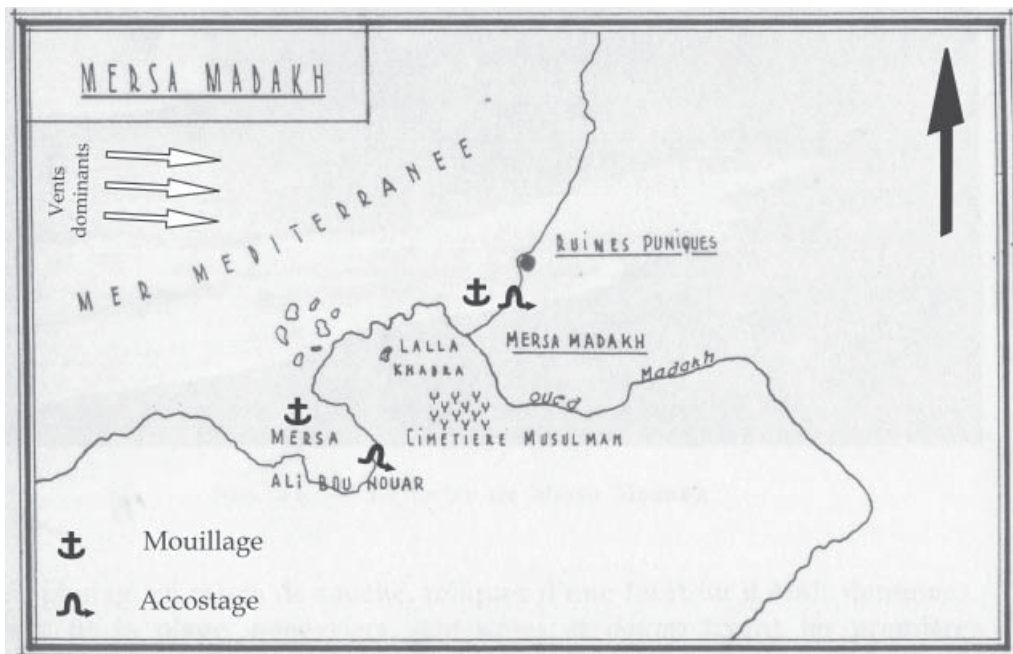 MERSA MADAKH
Vents
dominants
MER MEDITERRANEE
RUINES PUNIQUES
MERSA MADAKH
LALLA
KHADRA
OUED Madakh
CIMETIERE MUSULMAM
MERSA
ALI BOU NOUAR
Mouillage
Accostage